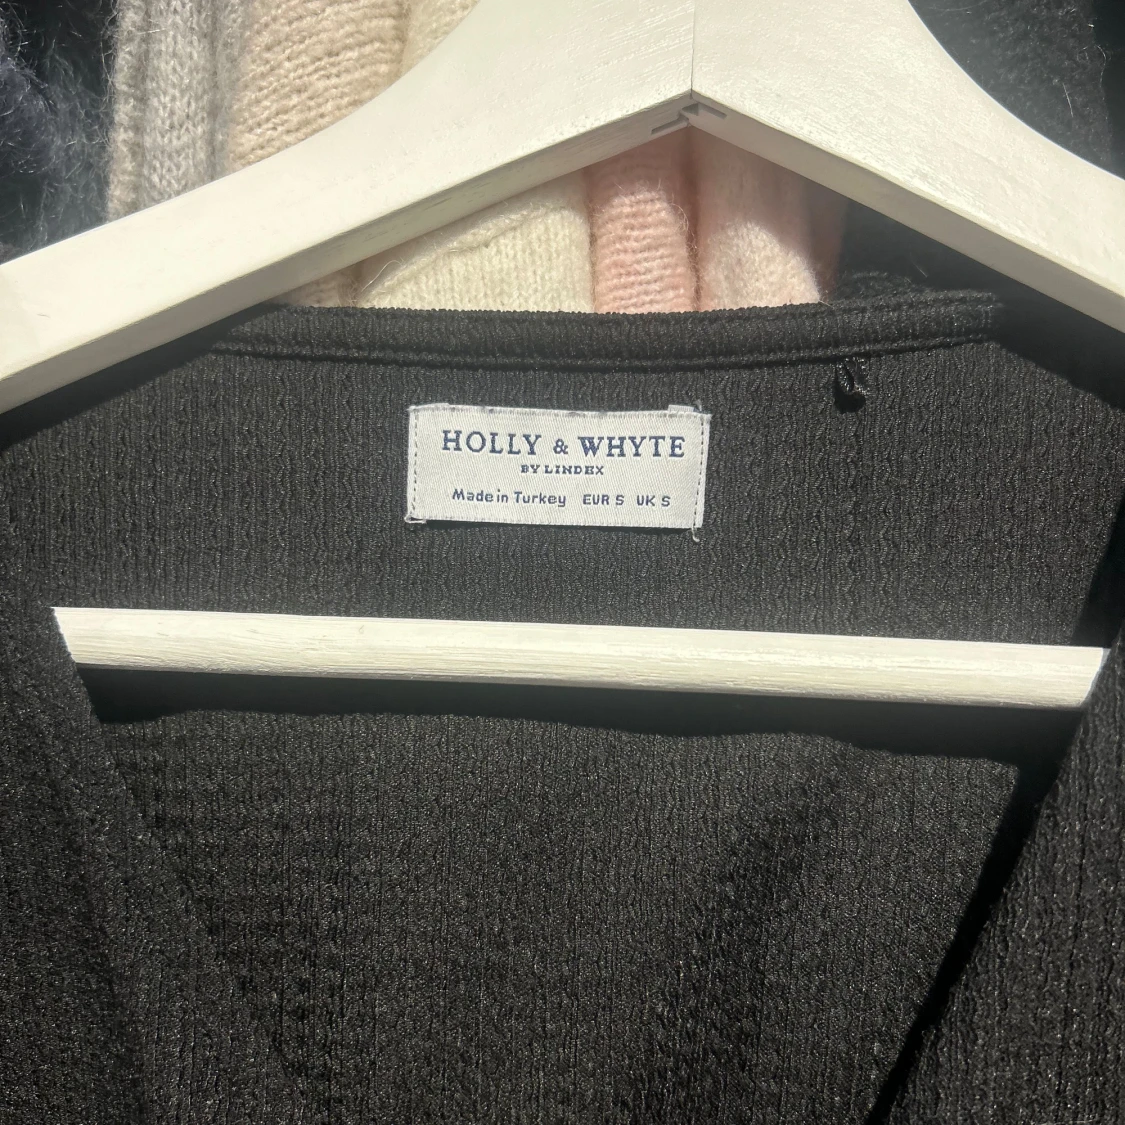 HOLLY & WHYTE
BY LINDEX
Made in Turkey EUR S UK S